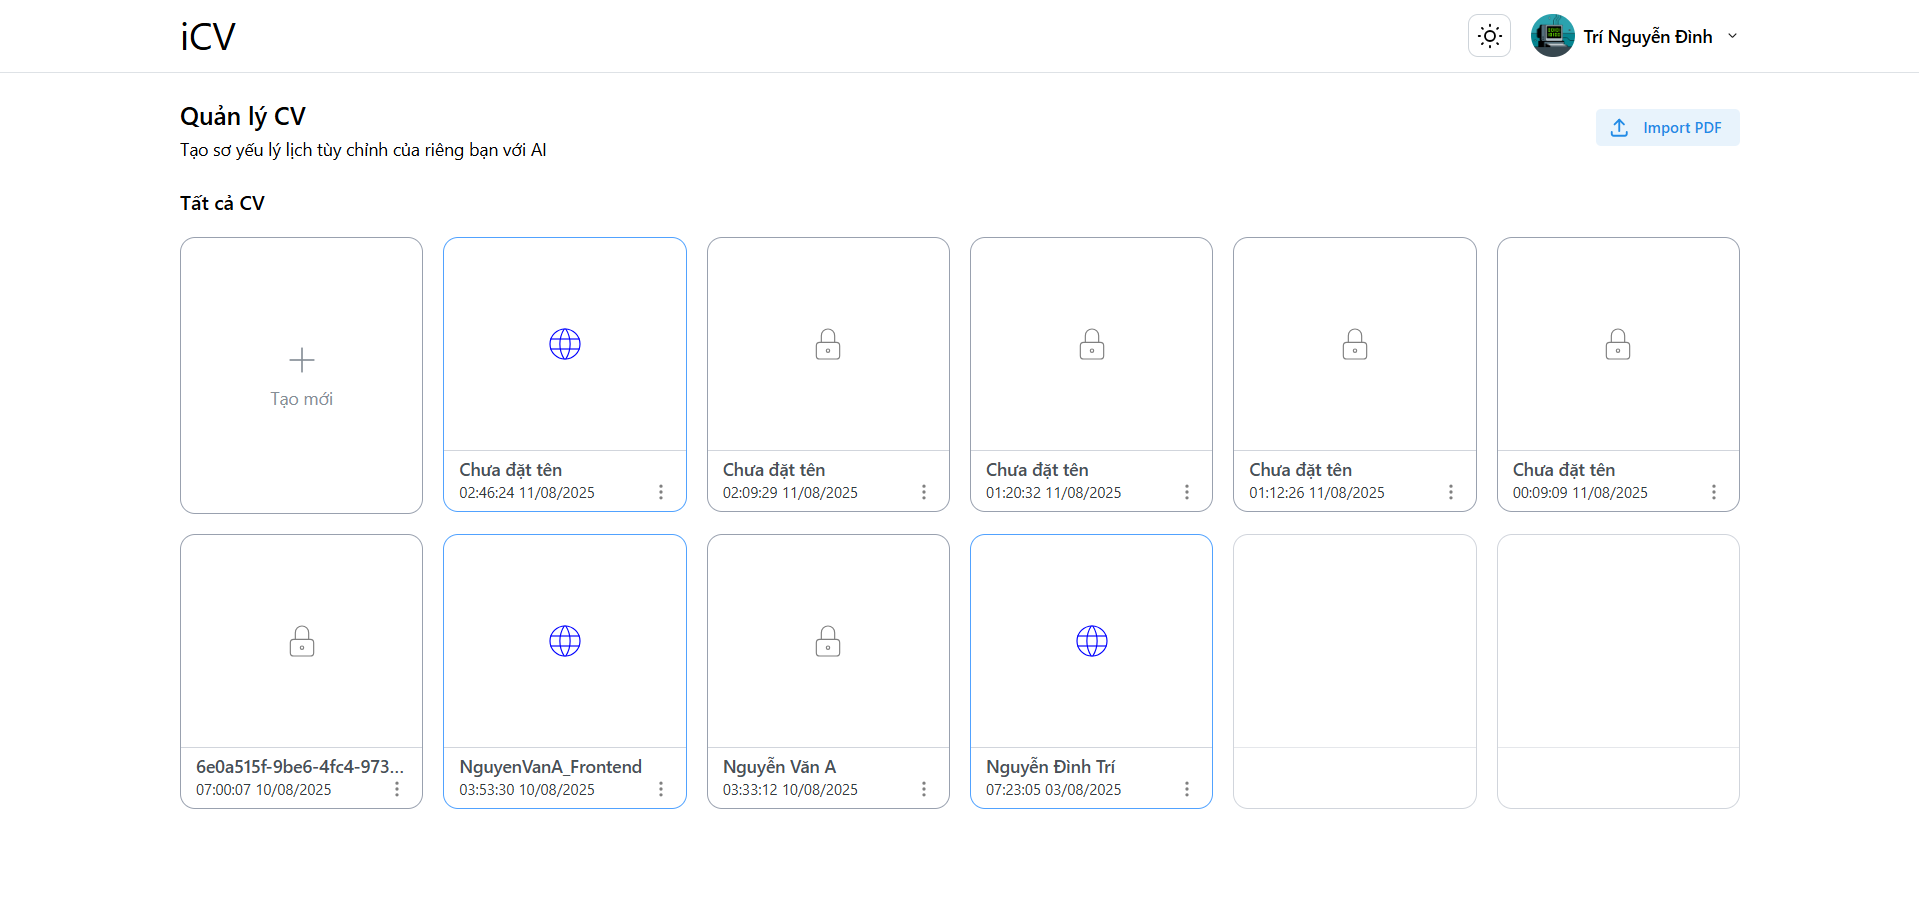 iCV
Trí Nguyễn Đình
Quản lý CV
Import PDF
Tạo sơ yếu lý lịch tùy chỉnh của riêng bạn với AI
Tất cả CV
Tạo mới
Chưa đặt tên
02:46:24 11/08/2025
Chưa đặt tên
02:09:29 11/08/2025
Chưa đặt tên
01:20:32 11/08/2025
Chưa đặt tên
01:12:26 11/08/2025
Chưa đặt tên
00:09:09 11/08/2025
6e0a515f-9be6-4fc4-973...
07:00:07 10/08/2025
NguyenVanA_Frontend
03:53:30 10/08/2025
Nguyễn Văn A
03:33:12 10/08/2025
Nguyễn Đình Trí
07:23:05 03/08/2025